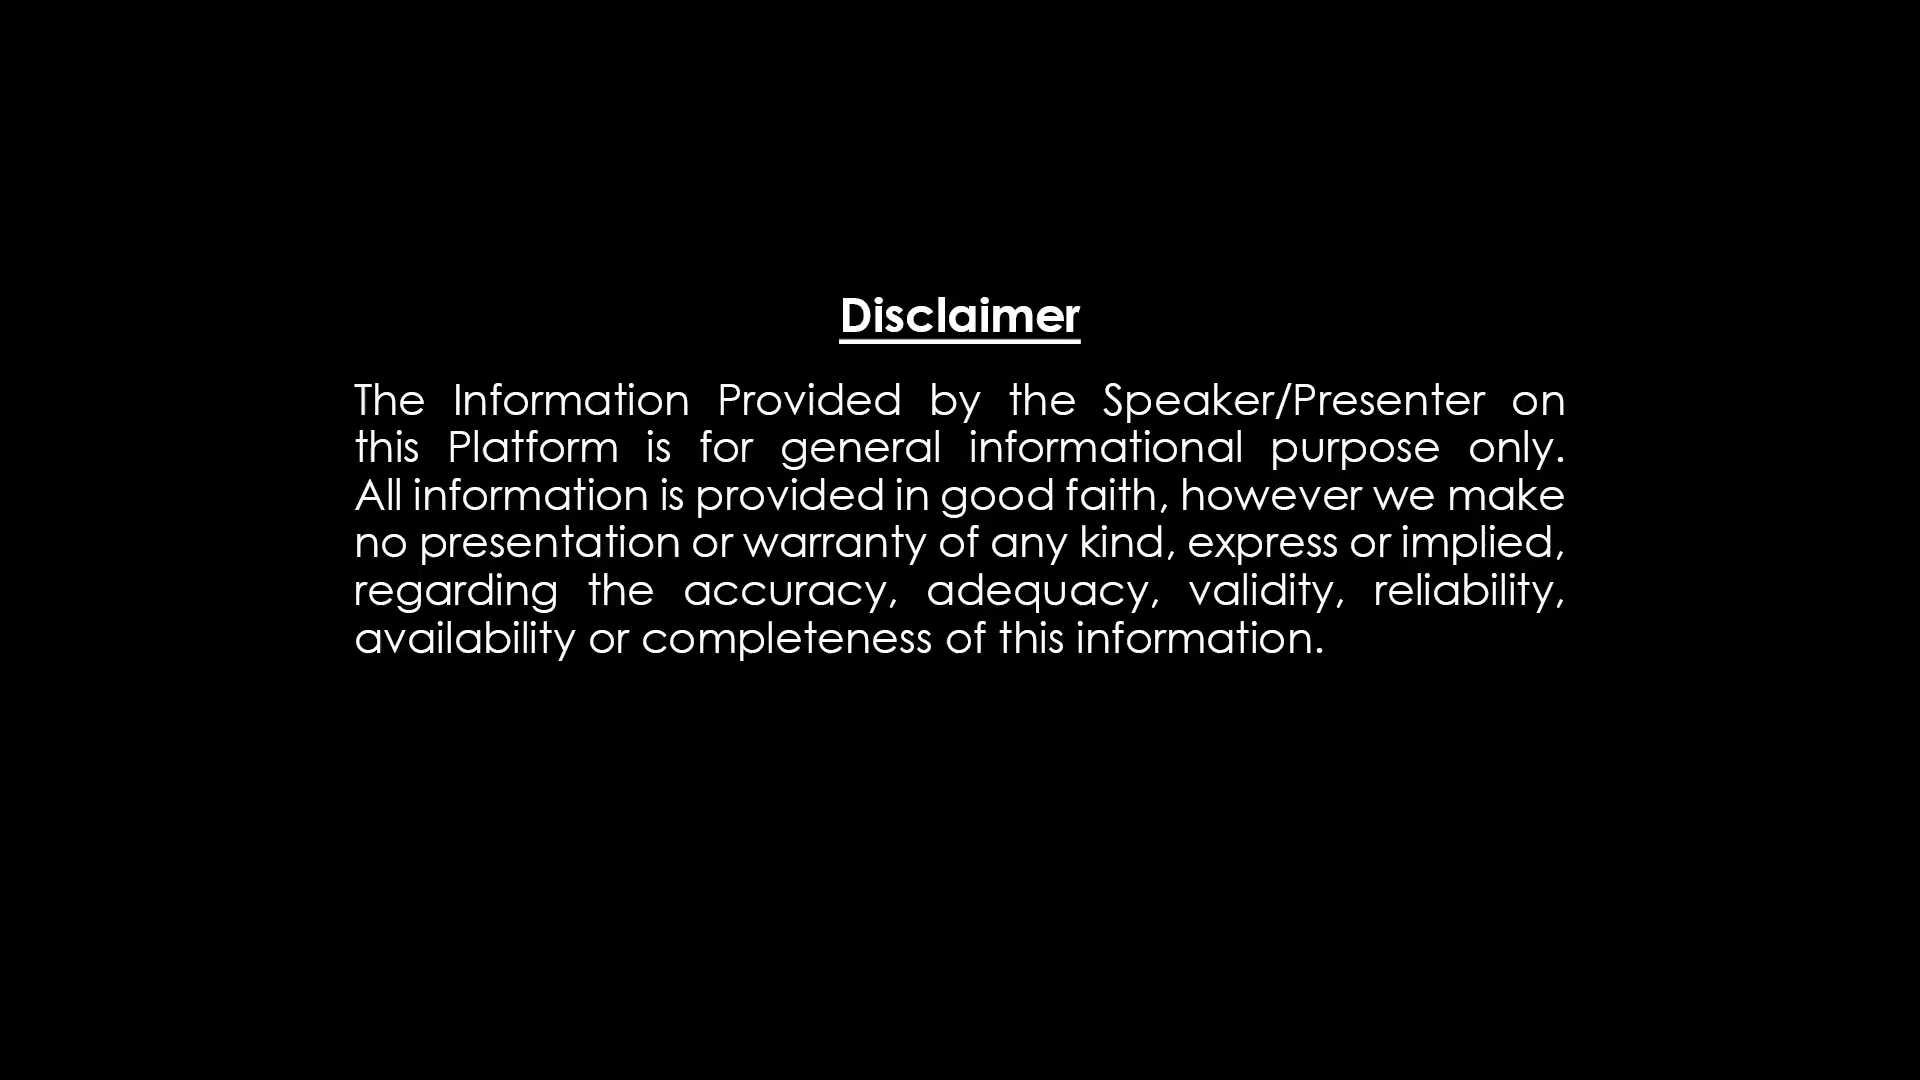 Disclaimer
The Information Provided by the Speaker/Presenter on
this Platform is for general informational purpose only.
All information is provided in good faith, however we make
no presentation or warranty of any kind, express or implied,
regarding the accuracy, adequacy, validity, reliability,
availability or completeness of this information.